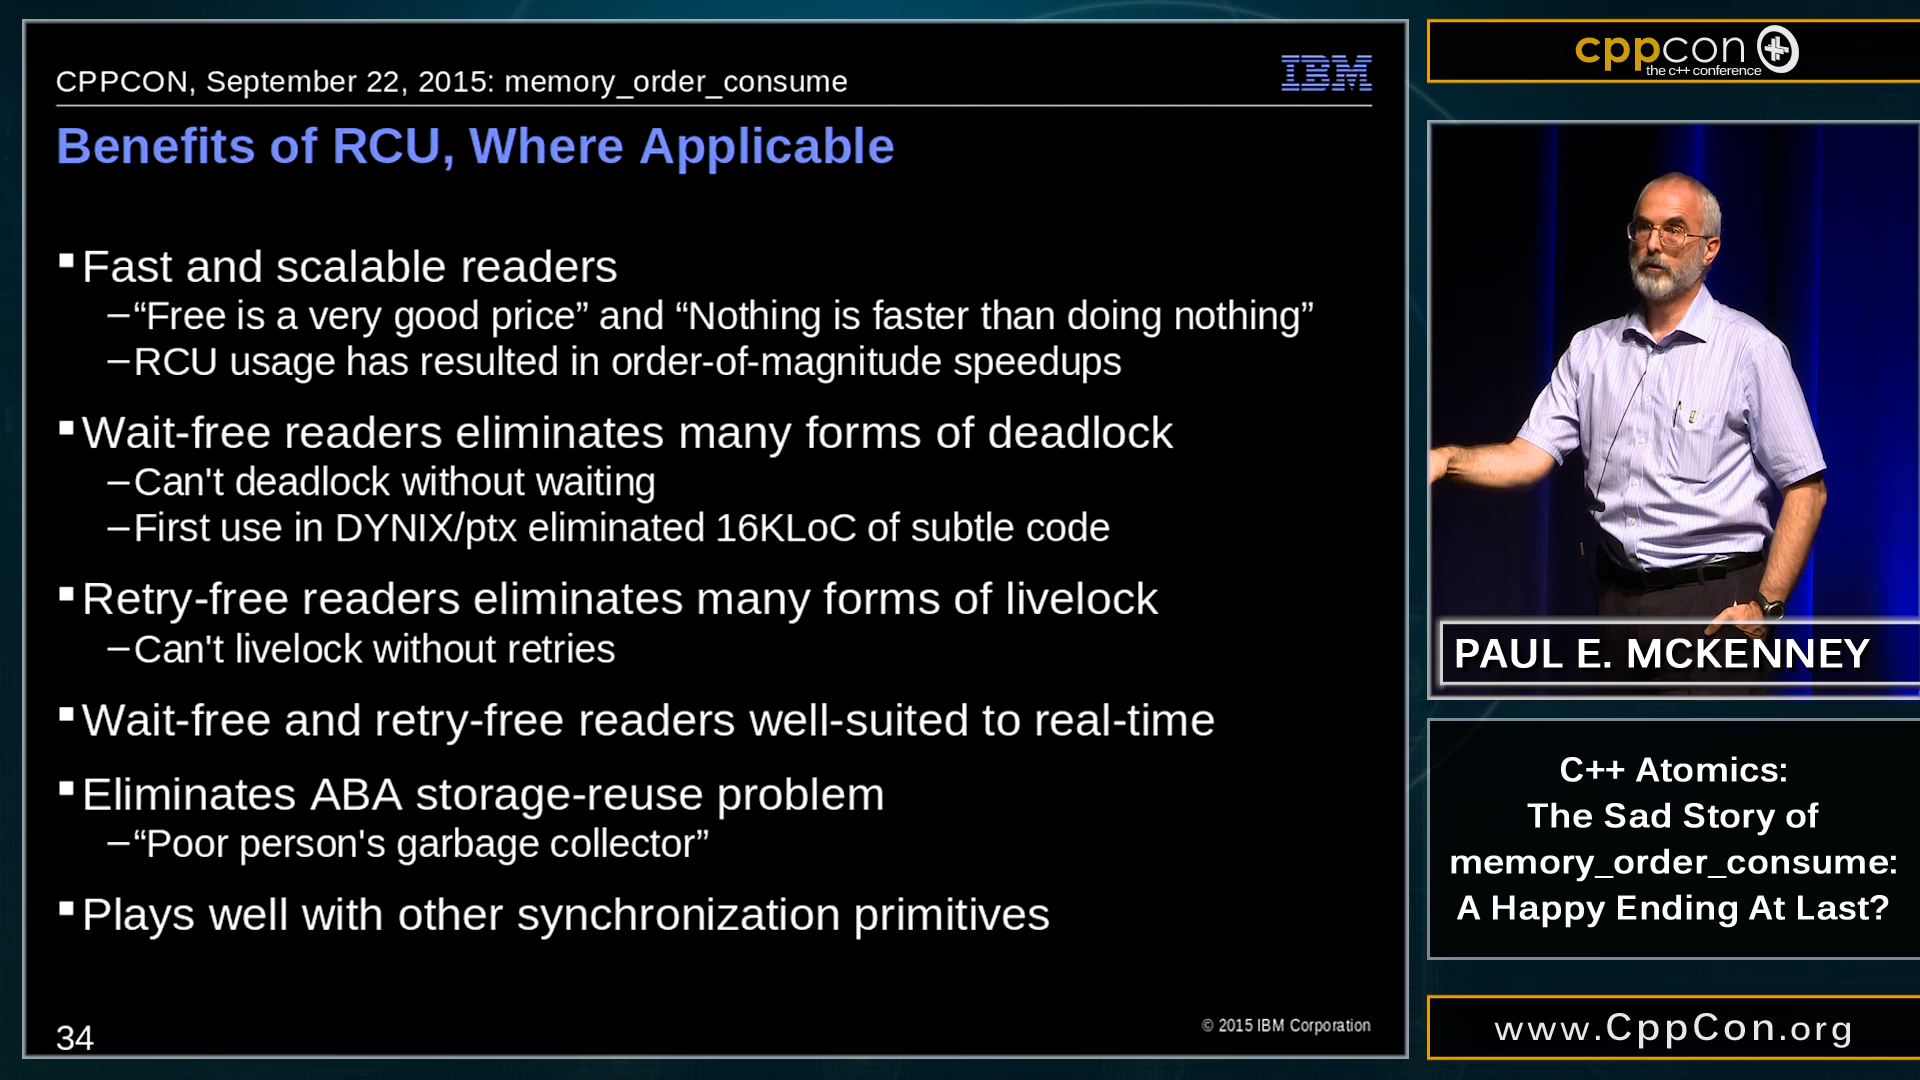 CPPCON, September 22, 2015: memory_order_consume
IBM
Benefits of RCU, Where Applicable
Fast and scalable readers
–“Free is a very good price” and “Nothing is faster than doing nothing”
–RCU usage has resulted in order-of-magnitude speedups
Wait-free readers eliminates many forms of deadlock
–Can't deadlock without waiting
–First use in DYNIX/ptx eliminated 16KLoC of subtle code
Retry-free readers eliminates many forms of livelock
–Can't livelock without retries
Wait-free and retry-free readers well-suited to real-time
Eliminates ABA storage-reuse problem
–“Poor person's garbage collector”
Plays well with other synchronization primitives
34
© 2015 IBM Corporation
cppcon
the c++ conference
PAUL E. MCKENNEY
C++ Atomics:
The Sad Story of
memory_order_consume:
A Happy Ending At Last?
www.CppCon.org